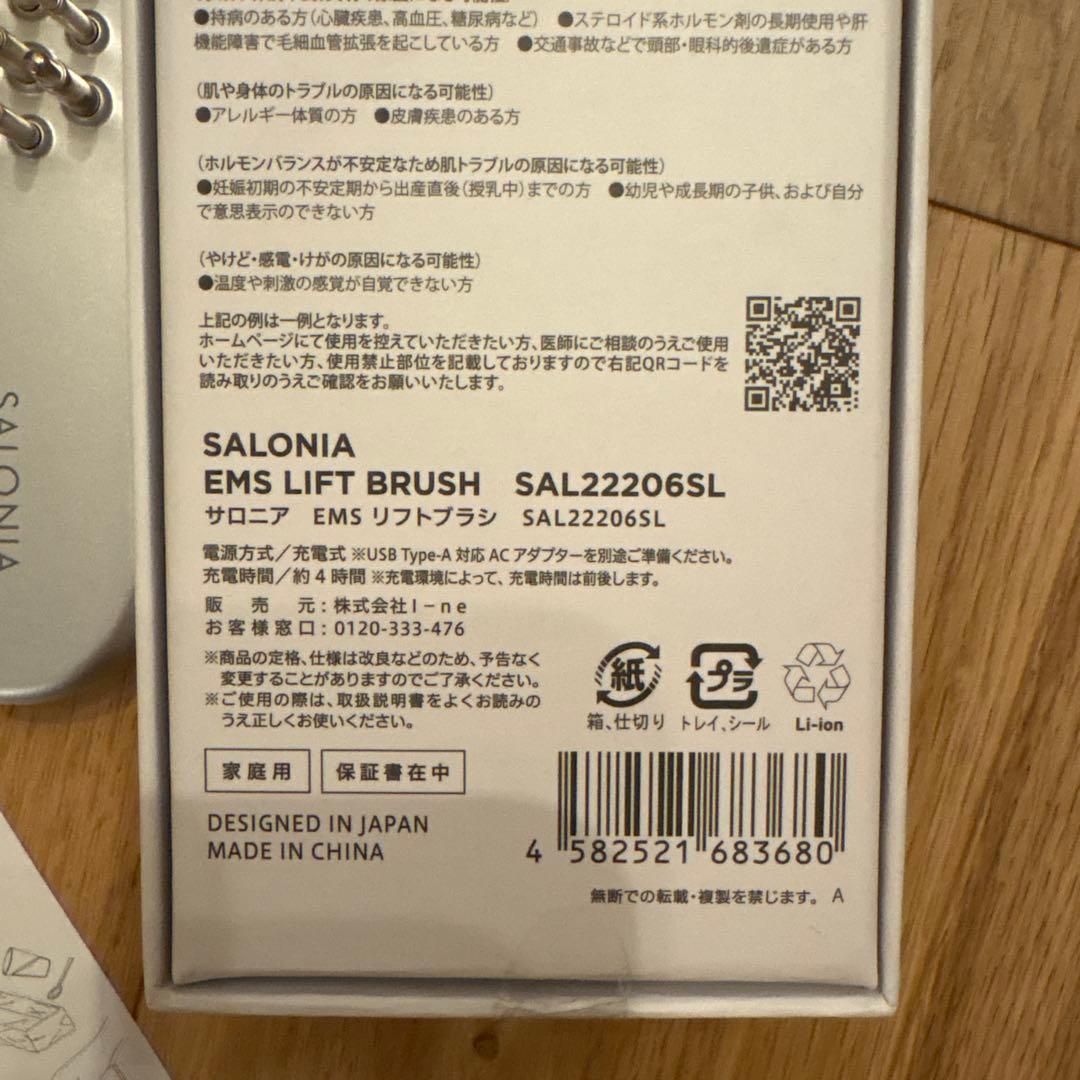 ●持病のある方（心臓疾患、高血圧、糖尿病など）　●ステロイド系ホルモン剤の長期使用や肝
機能障害で毛細血管拡張を起こしている方　●交通事故などで頭部・眼科的後遺症がある方
（肌や身体のトラブルの原因になる可能性）
●アレルギー体質の方　●皮膚疾患のある方
（ホルモンバランスが不安定なため肌トラブルの原因になる可能性）
●妊娠初期の不安定期から出産直後（授乳中）までの方　●幼児や成長期の子供、および自分
で意思表示のできない方
（やけど・感電・けがの原因になる可能性）
●温度や刺激の感覚が自覚できない方
上記の例は一例となります。
ホームページにて使用を控えていただきたい方、医師にご相談のうえご使用
いただきたい方、使用禁止部位を記載しておりますので右記QRコードを
読み取りのうえご確認をお願いいたします。
SALONIA
EMS LIFT BRUSH　SAL22206SL
サロニア　EMS リフトブラシ　SAL22206SL
電源方式／充電式 ※USB Type-A 対応 AC アダプターを別途ご準備ください。
充電時間／約 4 時間 ※充電環境によって、充電時間は前後します。
販売元：株式会社I－ne
お客様窓口：0120-333-476
※商品の定格、仕様は改良などのため、予告なく
変更することがありますのでご了承ください。
※ご使用の際は、取扱説明書をよくお読みの
うえ正しくお使いください。
紙
箱、仕切り
プラ
トレイ、シール
Li-ion
家庭用
保証書在中
DESIGNED IN JAPAN
MADE IN CHINA
4 582521 683680
無断での転載・複製を禁じます。 A
SALONIA